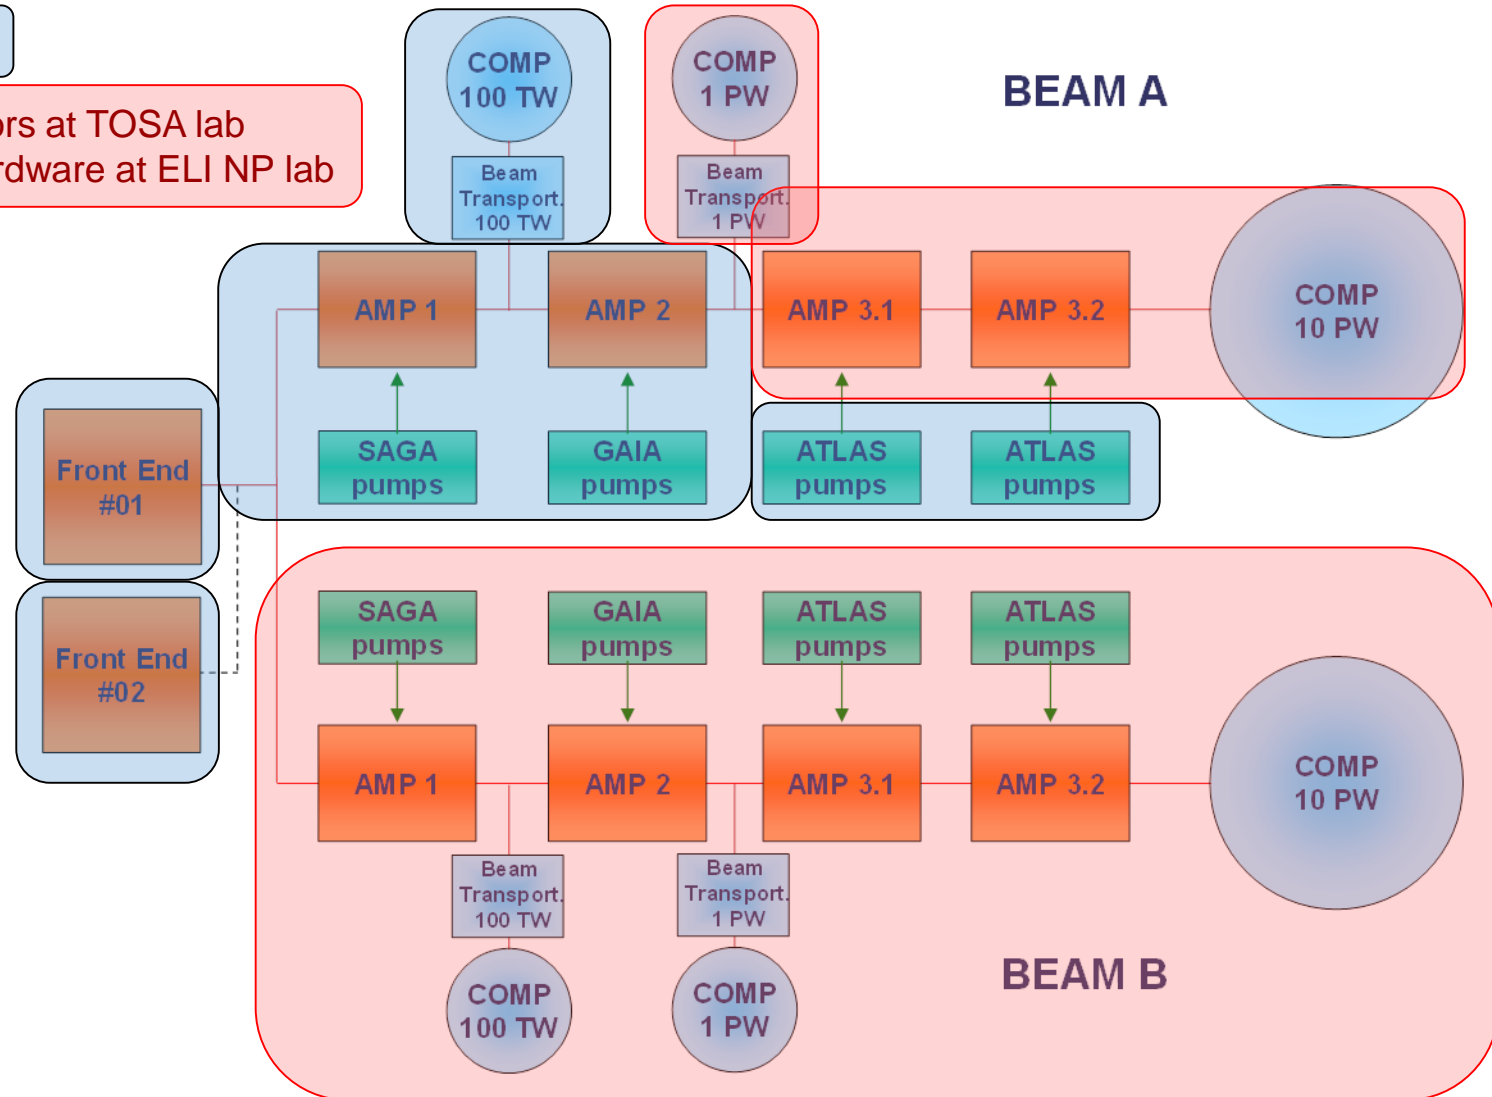 COMP
100 TW
COMP
1 PW
BEAM A
at TOSA lab
at ELI NP lab
Beam
Transport.
100 TW
Beam
Transport.
1 PW
AMP 1
AMP 2
AMP 3.1
AMP 3.2
COMP
10 PW
Front End
#01
SAGA
pumps
GAIA
pumps
ATLAS
pumps
ATLAS
pumps
Front End
#02
SAGA
pumps
GAIA
pumps
ATLAS
pumps
ATLAS
pumps
AMP 1
AMP 2
AMP 3.1
AMP 3.2
COMP
10 PW
Beam
Transport.
100 TW
Beam
Transport.
1 PW
COMP
100 TW
COMP
1 PW
BEAM B